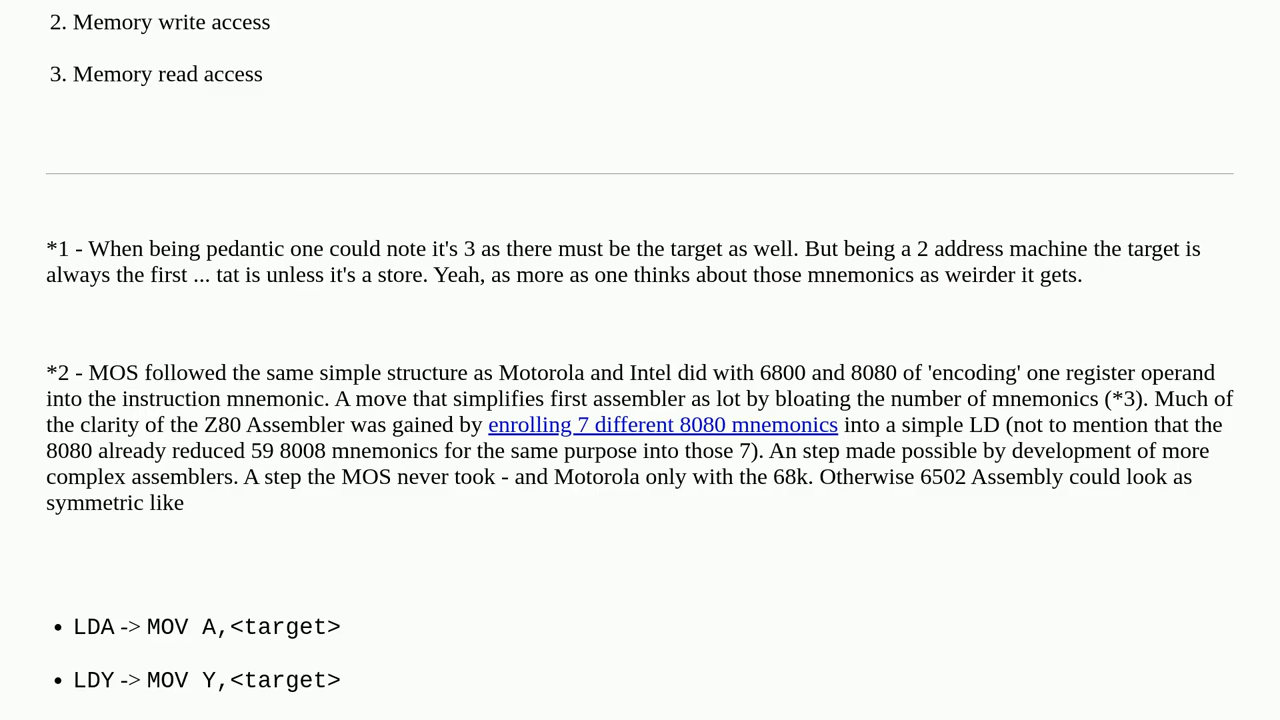 2. Memory write access
3. Memory read access
*1 - When being pedantic one could note it's 3 as there must be the target as well. But being a 2 address machine the target is
always the first ... tat is unless it's a store. Yeah, as more as one thinks about those mnemonics as weirder it gets.
*2 - MOS followed the same simple structure as Motorola and Intel did with 6800 and 8080 of 'encoding' one register operand
into the instruction mnemonic. A move that simplifies first assembler as lot by bloating the number of mnemonics (*3). Much of
the clarity of the Z80 Assembler was gained by enrolling 7 different 8080 mnemonics into a simple LD (not to mention that the
8080 already reduced 59 8008 mnemonics for the same purpose into those 7). An step made possible by development of more
complex assemblers. A step the MOS never took - and Motorola only with the 68k. Otherwise 6502 Assembly could look as
symmetric like
• LDA -> MOV A,<target>
• LDY -> MOV Y,<target>